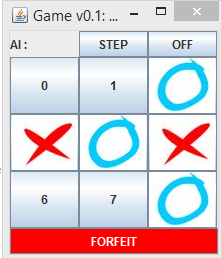 Game v0.1: ...
AI : STEP OFF
0 1
6 7
FORFEIT